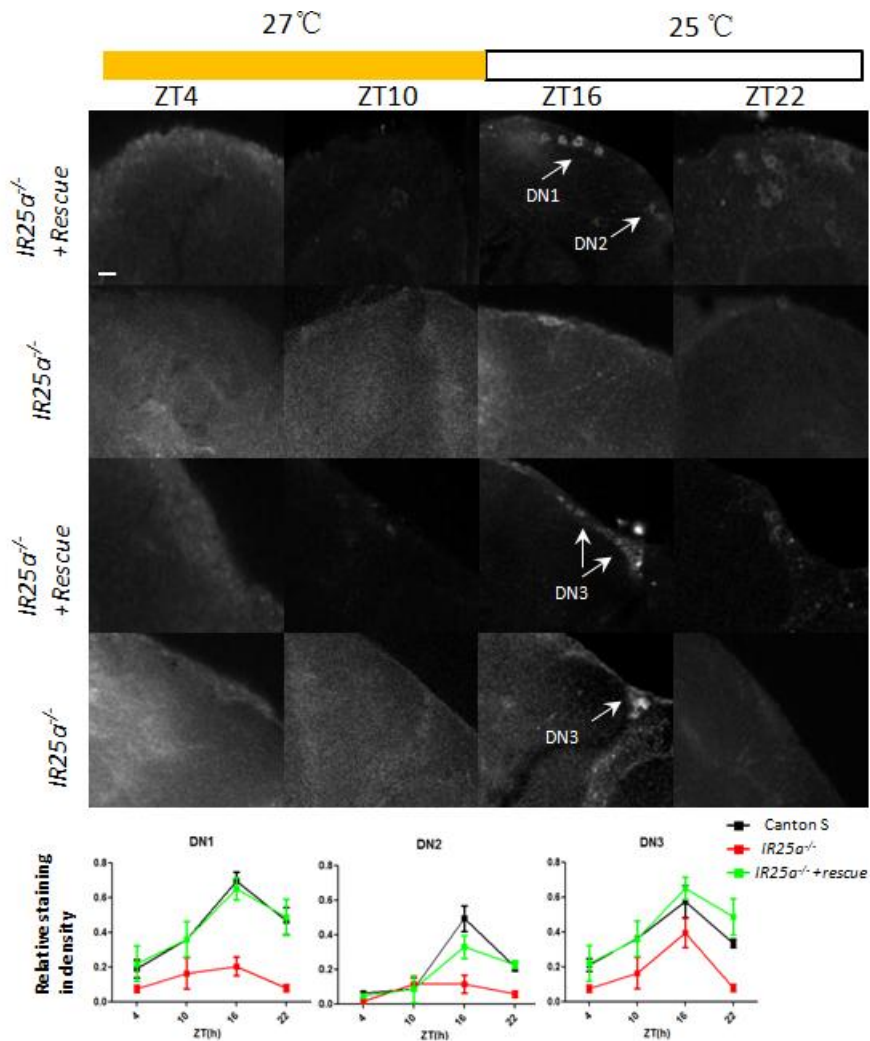 27℃ 25 ℃
ZT4 ZT10 ZT16 ZT22
IR25a-/- +Rescue
DN1
DN2
IR25a-/-
IR25a-/- +Rescue
DN3
IR25a-/-
DN3
Canton S
IR25a-/-
IR25a-/- +rescue
Relative staining
in density
DN1
0.8
0.6
0.4
0.2
0.0
4 10 16 22
ZT(h)
DN2
0.8
0.6
0.4
0.2
0.0
4 10 16 22
ZT(h)
DN3
0.8
0.6
0.4
0.2
0.0
4 10 16 22
ZT(h)